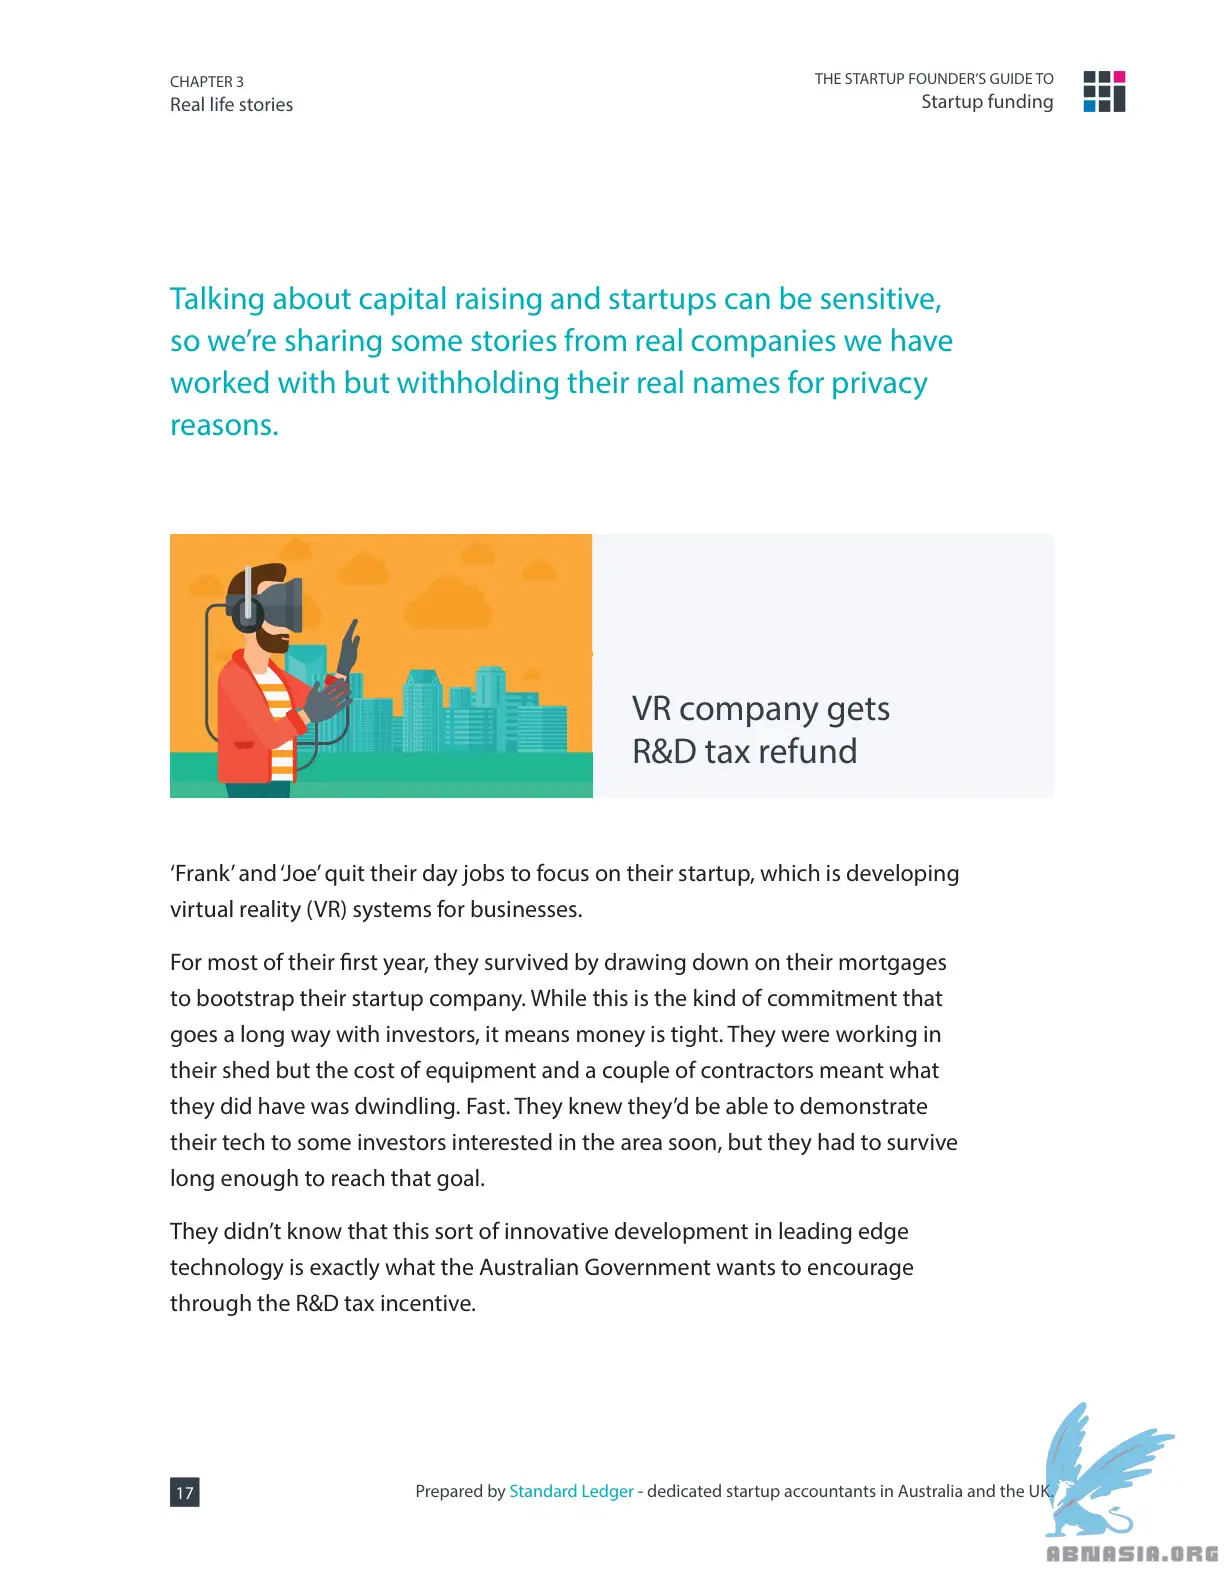 CHAPTER 3
Real life stories
THE STARTUP FOUNDER’S GUIDE TO
Startup funding
Talking about capital raising and startups can be sensitive,
so we’re sharing some stories from real companies we have
worked with but withholding their real names for privacy
reasons.
VR company gets
R&D tax refund
‘Frank’ and ‘Joe’ quit their day jobs to focus on their startup, which is developing
virtual reality (VR) systems for businesses.
For most of their first year, they survived by drawing down on their mortgages
to bootstrap their startup company. While this is the kind of commitment that
goes a long way with investors, it means money is tight. They were working in
their shed but the cost of equipment and a couple of contractors meant what
they did have was dwindling. Fast. They knew they’d be able to demonstrate
their tech to some investors interested in the area soon, but they had to survive
long enough to reach that goal.
They didn’t know that this sort of innovative development in leading edge
technology is exactly what the Australian Government wants to encourage
through the R&D tax incentive.
17
Prepared by Standard Ledger - dedicated startup accountants in Australia and the UK.
ABNASIA.ORG